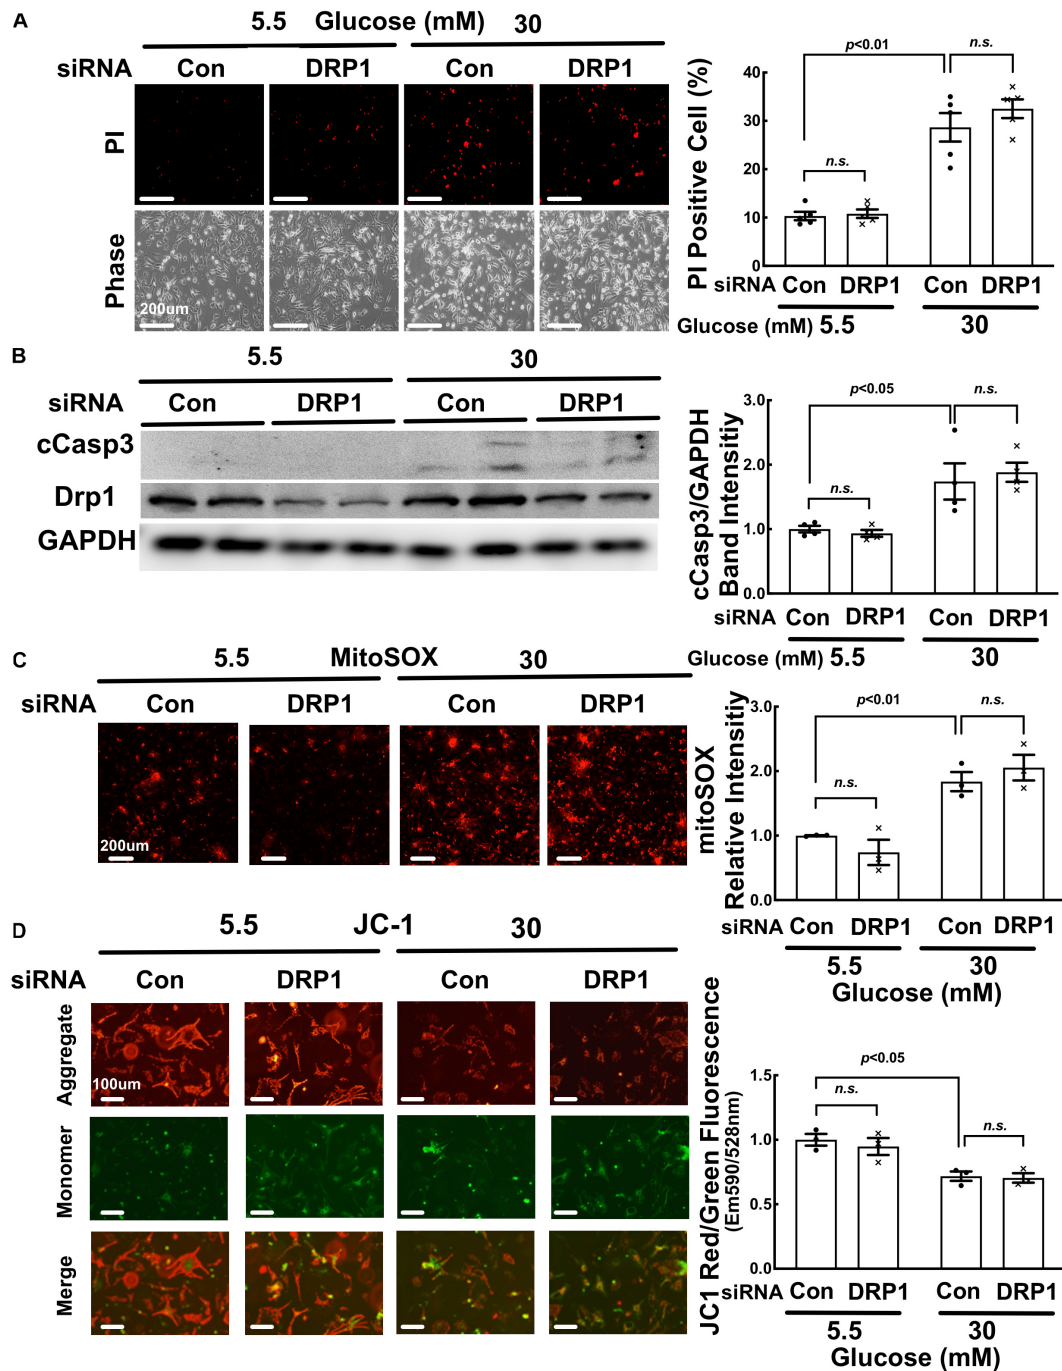 A
5.5 Glucose (mM) 30
siRNA Con DRP1 Con DRP1
PI
Phase
200um
PI Positive Cell (%)
40
30
20
10
0
p<0.01
n.s.
n.s.
siRNA Con DRP1 Con DRP1
Glucose (mM) 5.5 30
B
5.5 30
siRNA Con DRP1 Con DRP1
cCasp3
Drp1
GAPDH
cCasp3/GAPDH
Band Intensitiy
3.0
2.0
1.0
0.0
p<0.05
n.s.
n.s.
siRNA Con DRP1 Con DRP1
Glucose (mM) 5.5 30
C
5.5 MitoSOX 30
siRNA Con DRP1 Con DRP1
200um
mitoSOX
Relative Intensitiy
3.0
2.0
1.0
0.0
p<0.01
n.s.
n.s.
siRNA Con DRP1 Con DRP1
5.5 30
Glucose (mM)
D
5.5 JC-1 30
siRNA Con DRP1 Con DRP1
Aggregate
100um
Monomer
Merge
JC1 Red/Green Fluorescence
(Em590/528nm)
1.5
1.0
0.5
0.0
p<0.05
n.s.
n.s.
siRNA Con DRP1 Con DRP1
5.5 30
Glucose (mM)